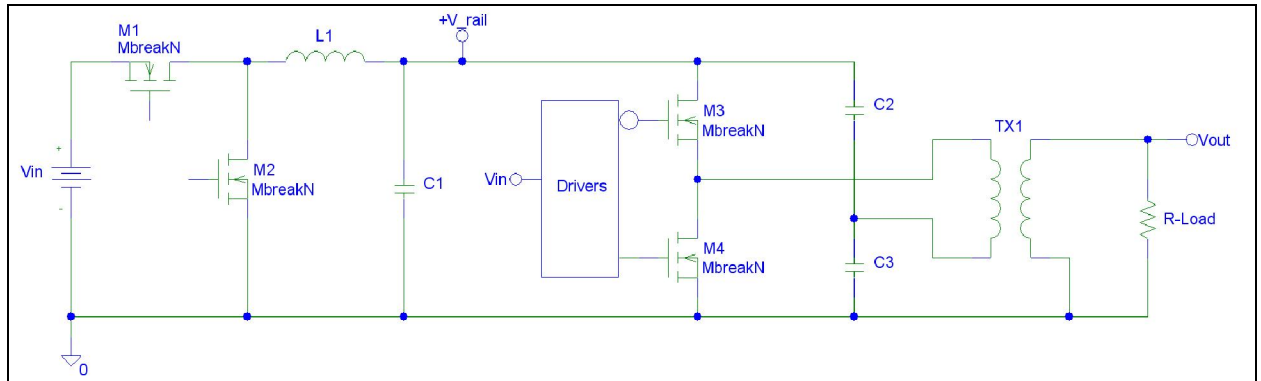 +V_rail
M1
MbreakN
L1
M3
MbreakN
C2
TX1
Vin
+
-
M2
MbreakN
C1
Vin
Drivers
Vout
R-Load
M4
MbreakN
C3
0